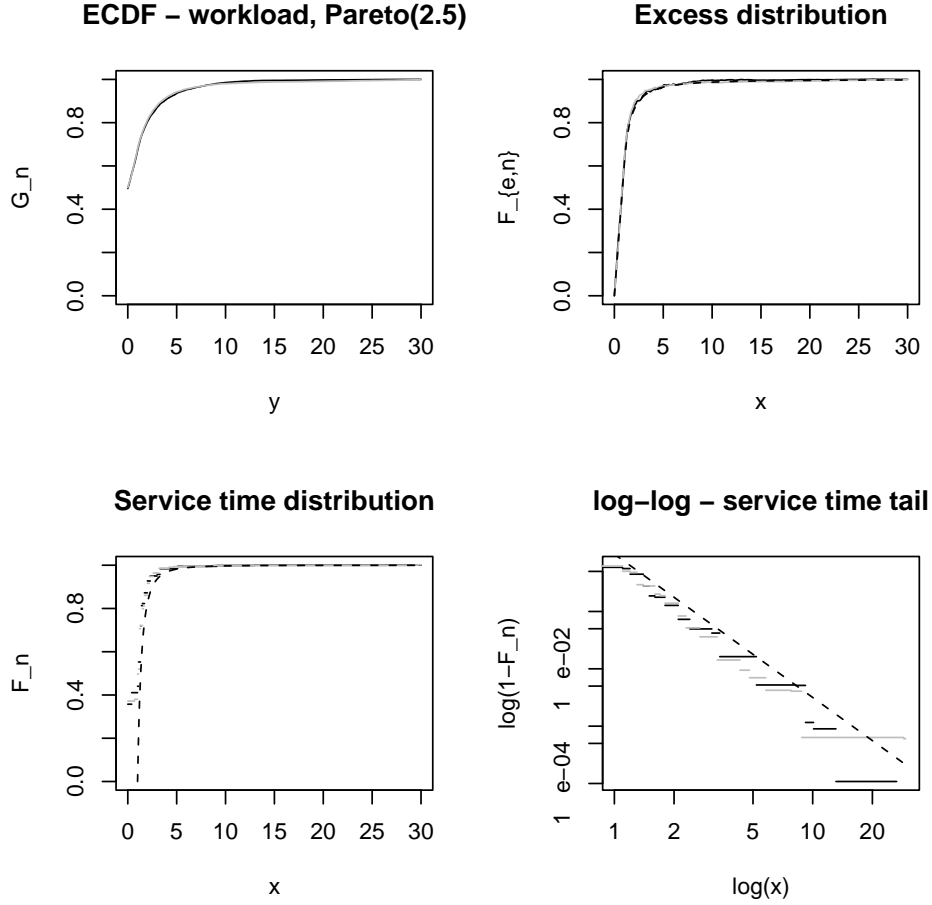 ECDF − workload, Pareto(2.5)
G_n
0.0 0.4 0.8
0 5 10 15 20 25 30
y
Excess distribution
F_{e,n}
0.0 0.4 0.8
0 5 10 15 20 25 30
x
Service time distribution
F_n
0.0 0.4 0.8
0 5 10 15 20 25 30
x
log−log − service time tail
log(1−F_n)
1 e−04 1 e−02
1 2 5 10 20
log(x)